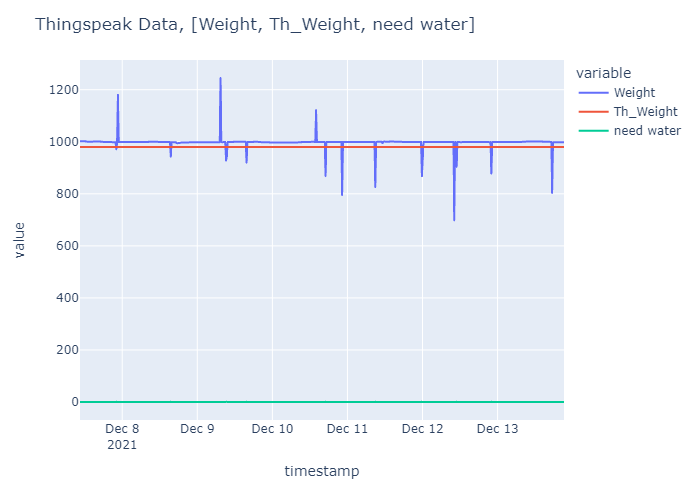 Thingspeak Data, [Weight, Th_Weight, need water]
variable
Weight
Th_Weight
need water
1200
1000
800
600
400
200
0
value
Dec 8
2021
Dec 9
Dec 10
Dec 11
Dec 12
Dec 13
timestamp